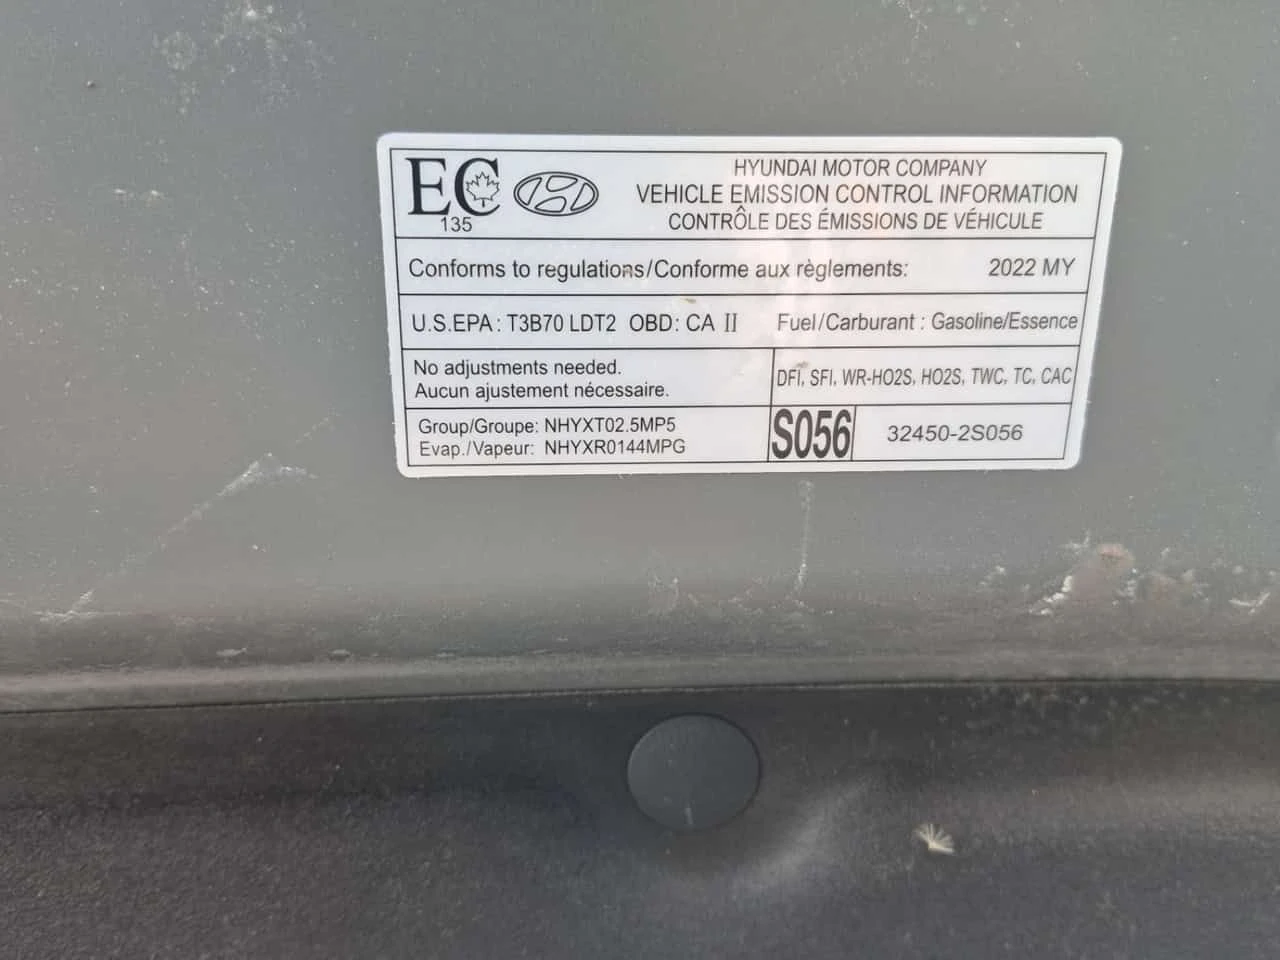 EC
135
HYUNDAI MOTOR COMPANY
VEHICLE EMISSION CONTROL INFORMATION
CONTRÔLE DES ÉMISSIONS DE VÉHICULE
Conforms to regulations/Conforme aux règlements: 2022 MY
U.S.EPA : T3B70 LDT2 OBD: CA II Fuel/Carburant : Gasoline/Essence
No adjustments needed.
Aucun ajustement nécessaire.
DFI, SFI, WR-HO2S, HO2S, TWC, TC, CAC
Group/Groupe: NHYXT02.5MP5
Evap./Vapeur: NHYXR0144MPG
S056
32450-2S056